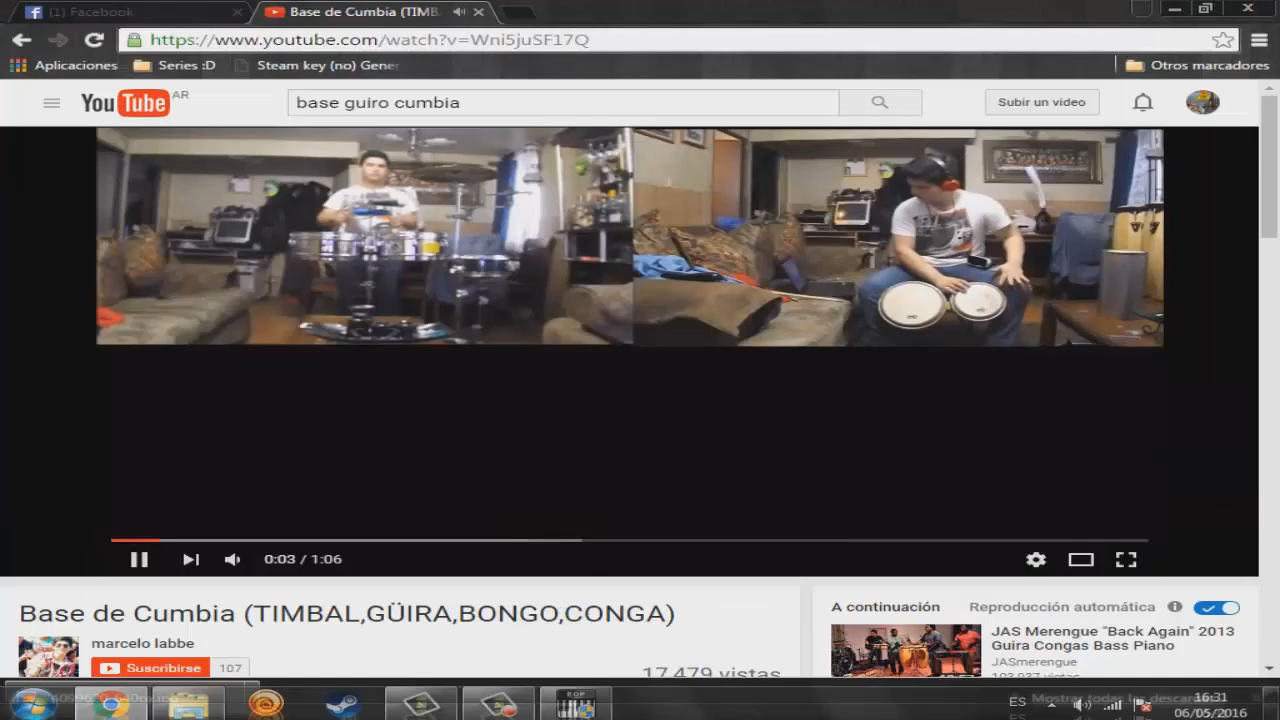 (1) Facebook
Base de Cumbia (TIMB
https://www.youtube.com/watch?v=Wni5juSF17Q
Aplicaciones
Series :D
Steam key (no) Gener
Otros marcadores
YouTube AR
base guiro cumbia
Subir un video
0:03 / 1:06
Base de Cumbia (TIMBAL,GÜIRA,BONGO,CONGA)
marcelo labbe
Suscribirse
107
17.479 vistas
A continuación
Reproducción automática
JAS Merengue "Back Again" 2013
Guira Congas Bass Piano
JASmerengue
ES
16:31
06/05/2016